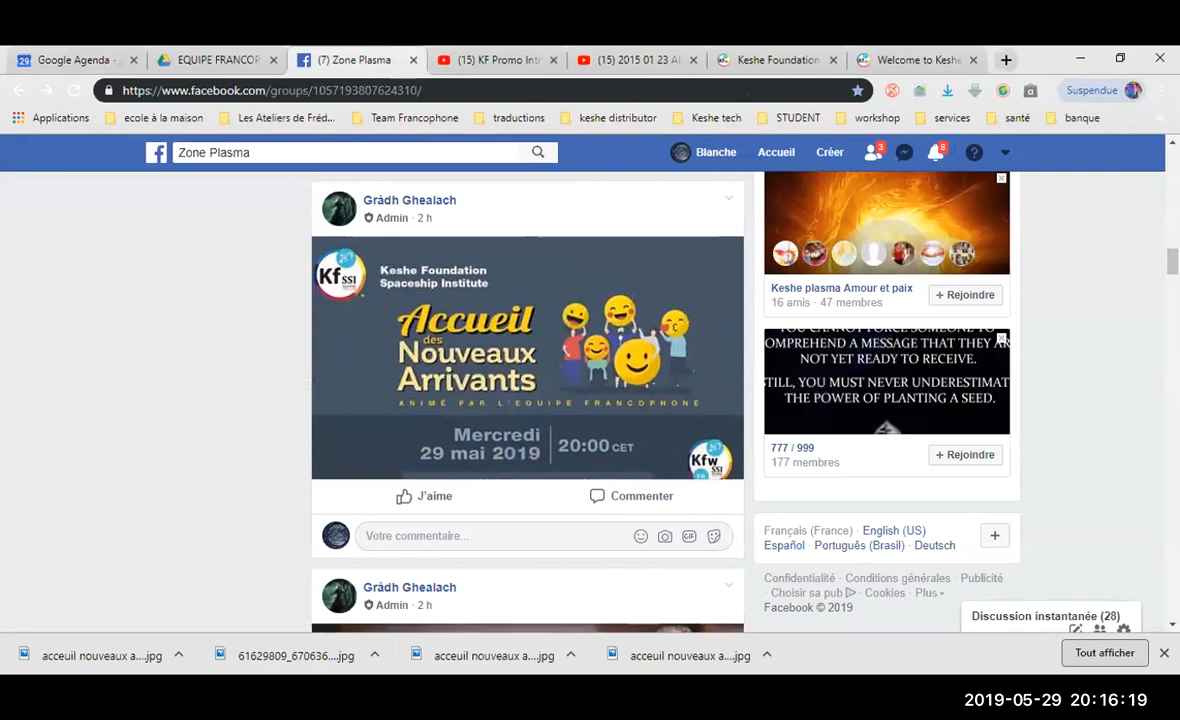 Google Agenda -
EQUIPE FRANCOP
(7) Zone Plasma
(15) KF Promo Intr
(15) 2015 01 23 A
Keshe Foundation
Welcome to Keshe
https://www.facebook.com/groups/1057193807624310/
Suspendue
Applications
ecole à la maison
Les Ateliers de Fréd...
Team Francophone
traductions
keshe distributor
Keshe tech
STUDENT
workshop
services
santé
banque
Zone Plasma
Blanche
Accueil
Créer
3
8
Gràdh Ghealach
Admin · 2 h
Kf SSI
Keshe Foundation
Spaceship Institute
Accueil
des
Nouveaux
Arrivants
ANIMÉ PAR L'EQUIPE FRANCOPHONE
Mercredi
29 mai 2019
20:00 CET
Kfw
SSI
J'aime
Commenter
Votre commentaire...
GIF
Gràdh Ghealach
Admin · 2 h
Keshe plasma Amour et paix
16 amis · 47 membres
+ Rejoindre
YOU CANNOT FORCE SOMEONE TO
OMPREHEND A MESSAGE THAT THEY AR
NOT YET READY TO RECEIVE.
STILL, YOU MUST NEVER UNDERESTIMAT
THE POWER OF PLANTING A SEED.
777 / 999
177 membres
+ Rejoindre
Français (France) · English (US)
Español · Português (Brasil) · Deutsch
Confidentialité · Conditions générales · Publicité
· Choisir sa pub · Cookies · Plus
Facebook © 2019
Discussion instantanée (28)
acceuil nouveaux a....jpg
61629809_670636....jpg
acceuil nouveaux a....jpg
acceuil nouveaux a....jpg
Tout afficher
2019-05-29 20:16:19